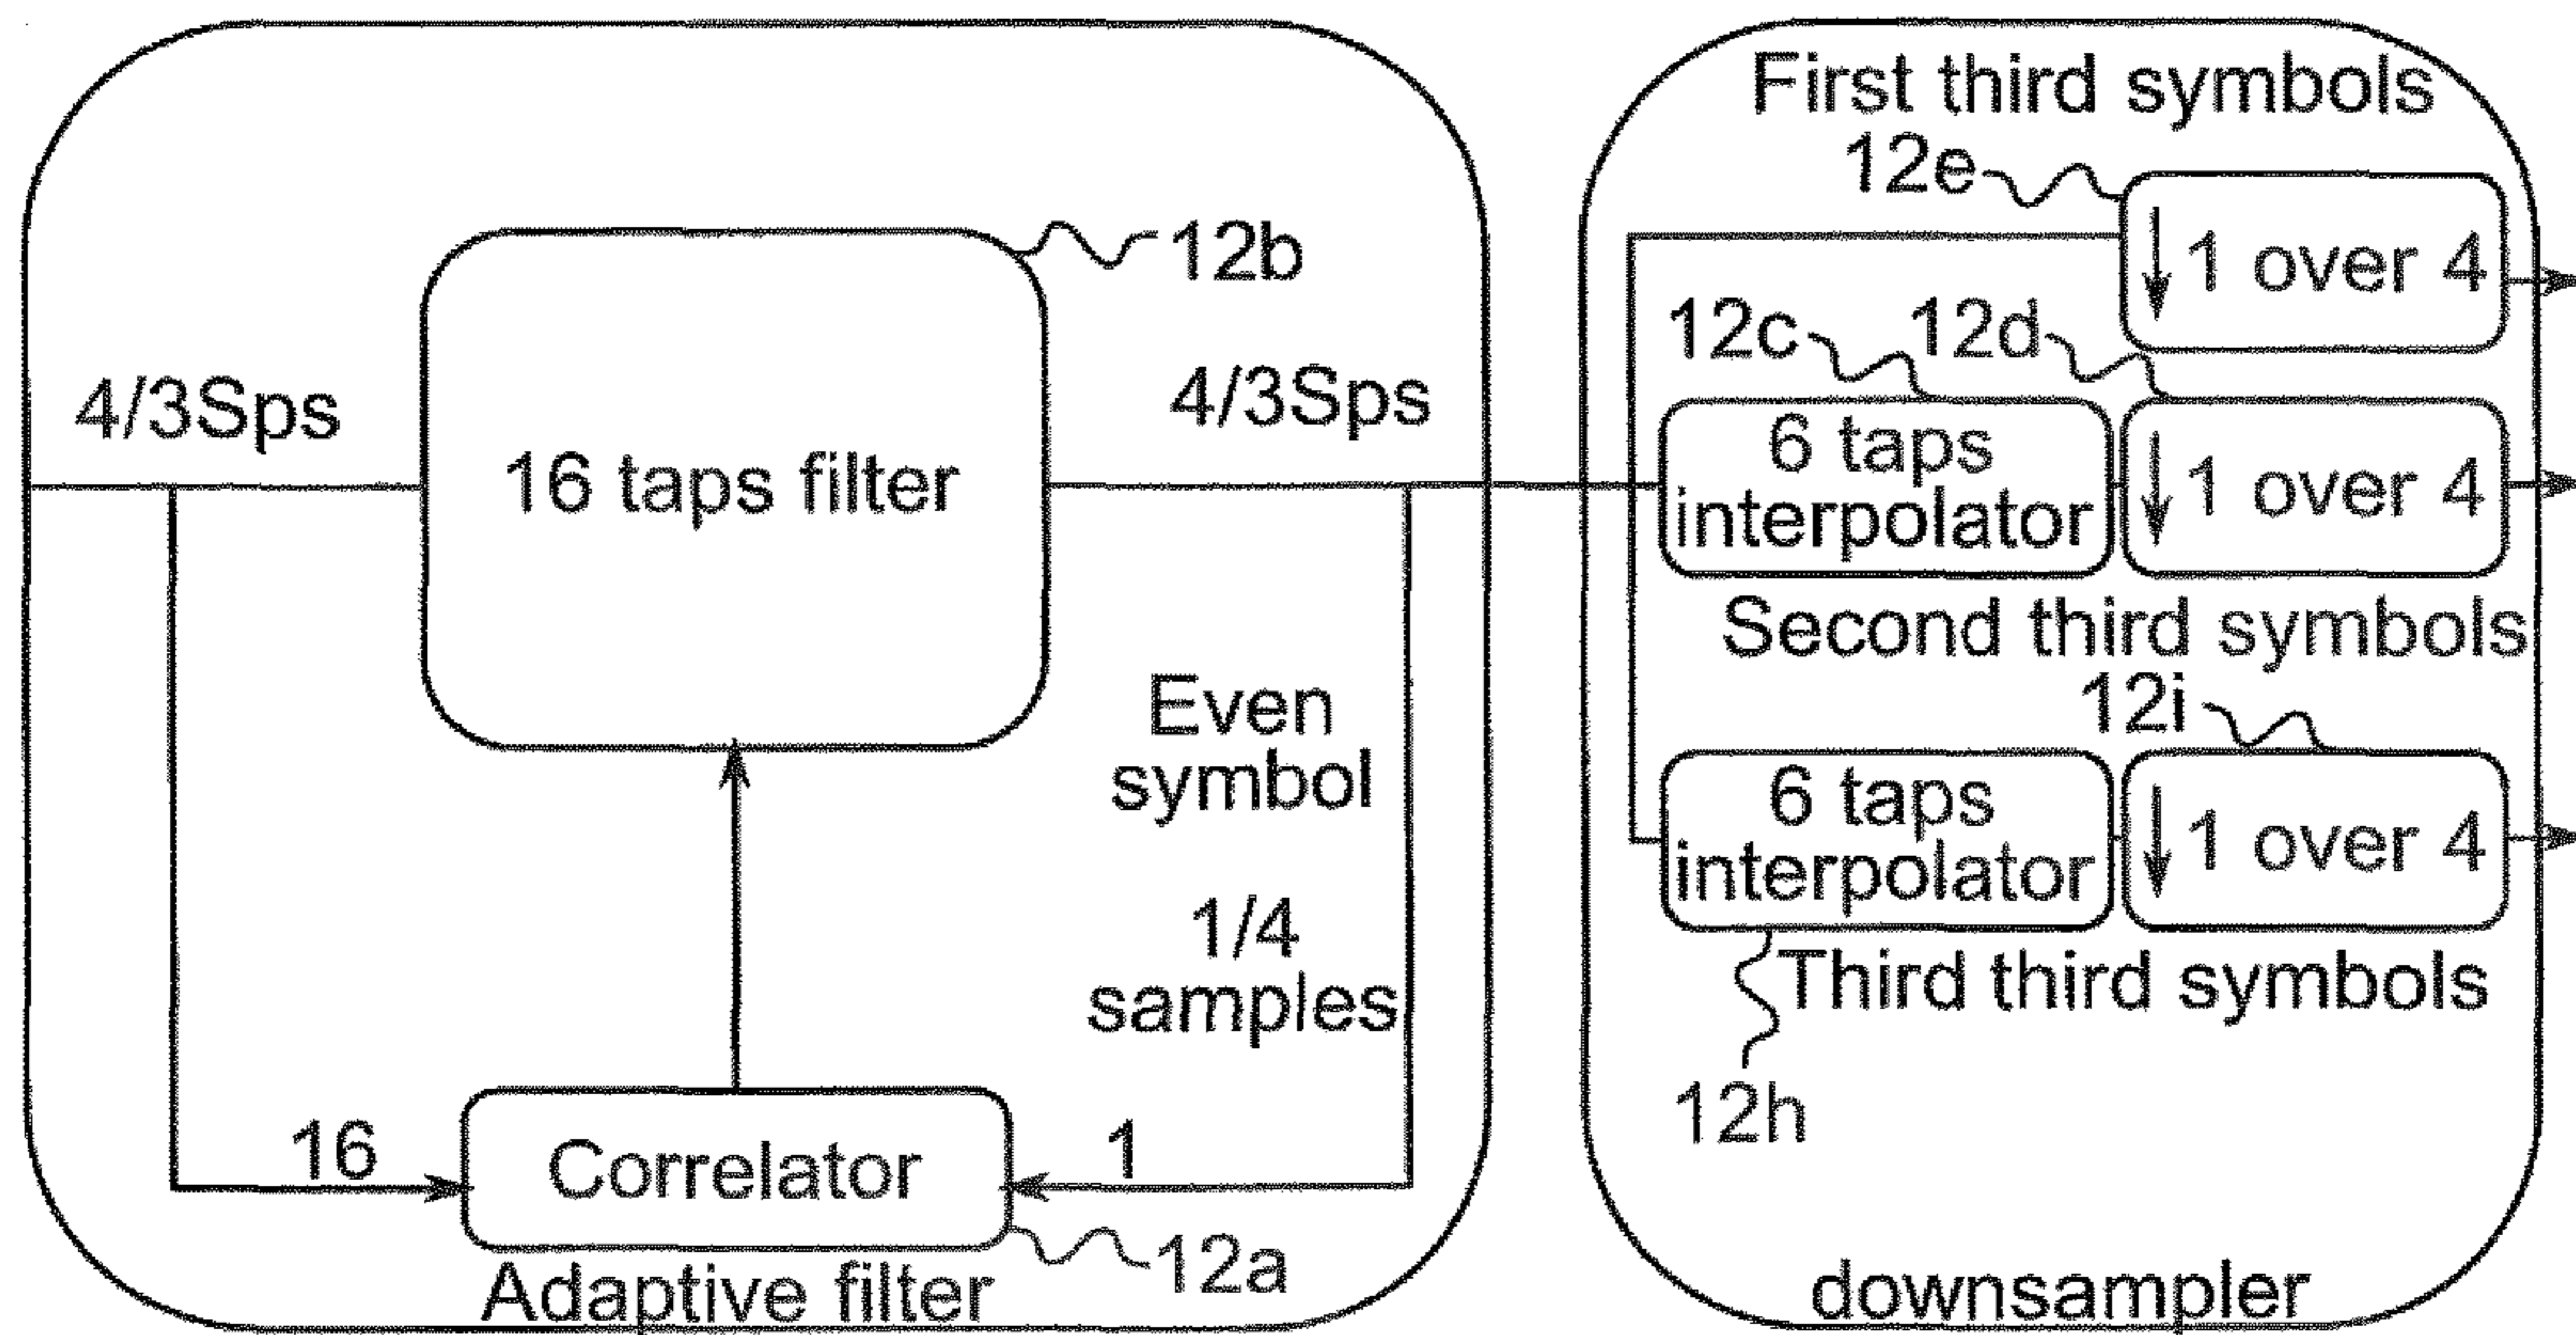 4/3Sps
16 taps filter
12b
4/3Sps
Even
symbol
1/4
samples
16
Correlator
1
12a
Adaptive filter
First third symbols
12e
↓ 1 over 4
12c
12d
6 taps
interpolator
↓ 1 over 4
Second third symbols
12i
6 taps
interpolator
↓ 1 over 4
Third third symbols
12h
downsampler